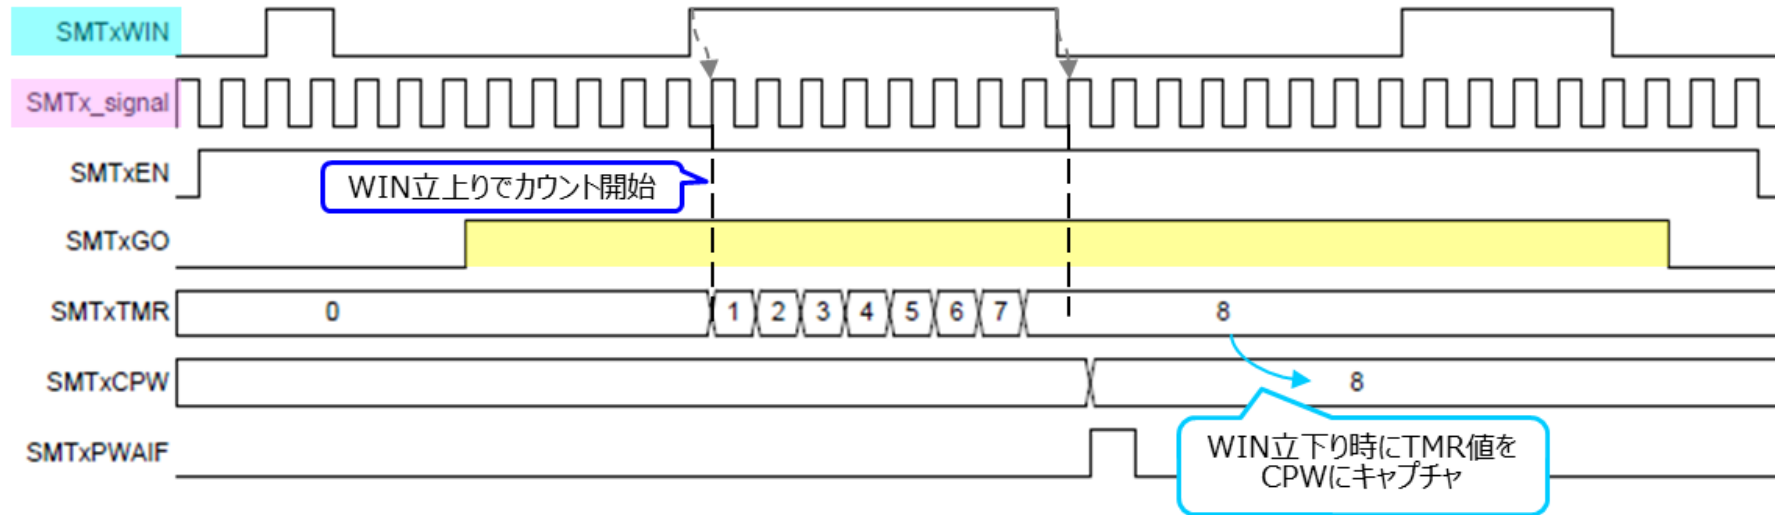 SMTxWIN
SMTx_signal
SMTxEN
WIN立上りでカウント開始
SMTxGO
SMTxTMR
0 1 2 3 4 5 6 7 8
SMTxCPW
8
SMTxPWAIF
WIN立下り時にTMR値を
CPWにキャプチャ